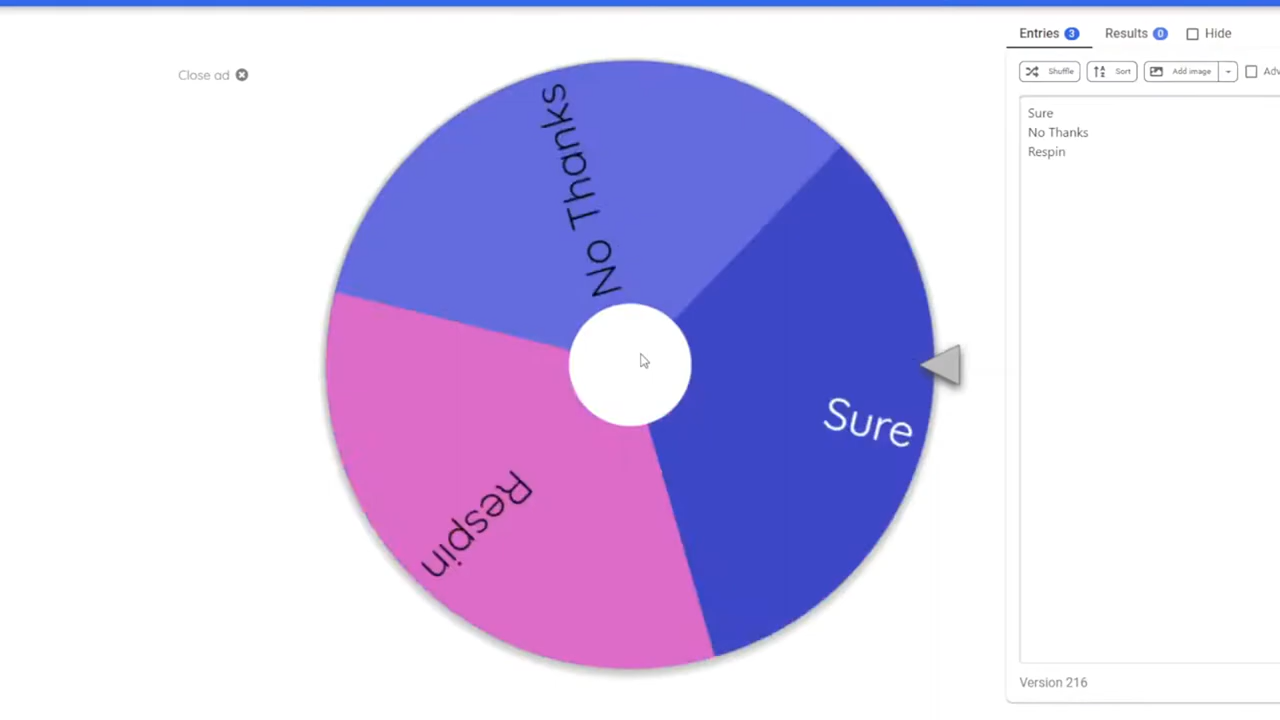 Entries 3 Results 0 Hide
Close ad
Shuffle Sort Add image Adv
Sure
No Thanks
Respin
No Thanks
Sure
Respin
Version 216